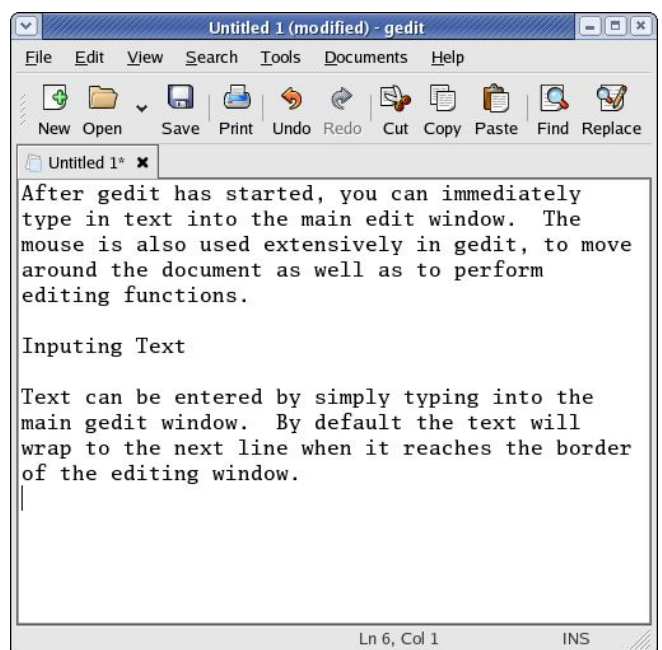 Untitled 1 (modified) - gedit
File Edit View Search Tools Documents Help
New Open Save Print Undo Redo Cut Copy Paste Find Replace
Untitled 1*
After gedit has started, you can immediately
type in text into the main edit window.  The
mouse is also used extensively in gedit, to move
around the document as well as to perform
editing functions.
Inputing Text
Text can be entered by simply typing into the
main gedit window.  By default the text will
wrap to the next line when it reaches the border
of the editing window.
Ln 6, Col 1 INS